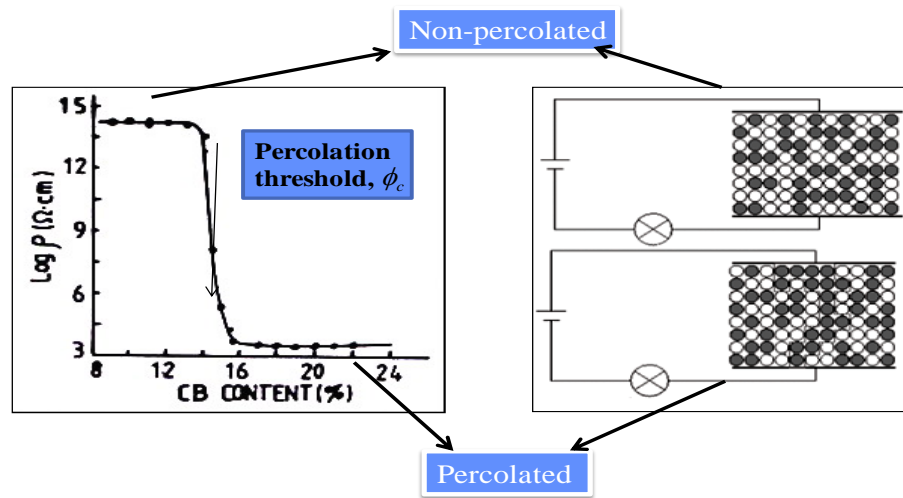 Non-percolated
15
14
9
6
3
Log ρ (Ω·cm)
Percolation
threshold, ϕc
8
12
16
20
24
CB CONTENT (%)
Percolated